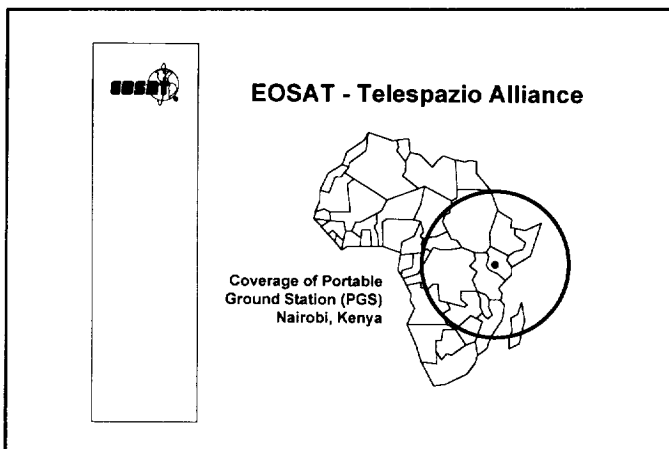 eosat
EOSAT - Telespazio Alliance
Coverage of Portable
Ground Station (PGS)
Nairobi, Kenya